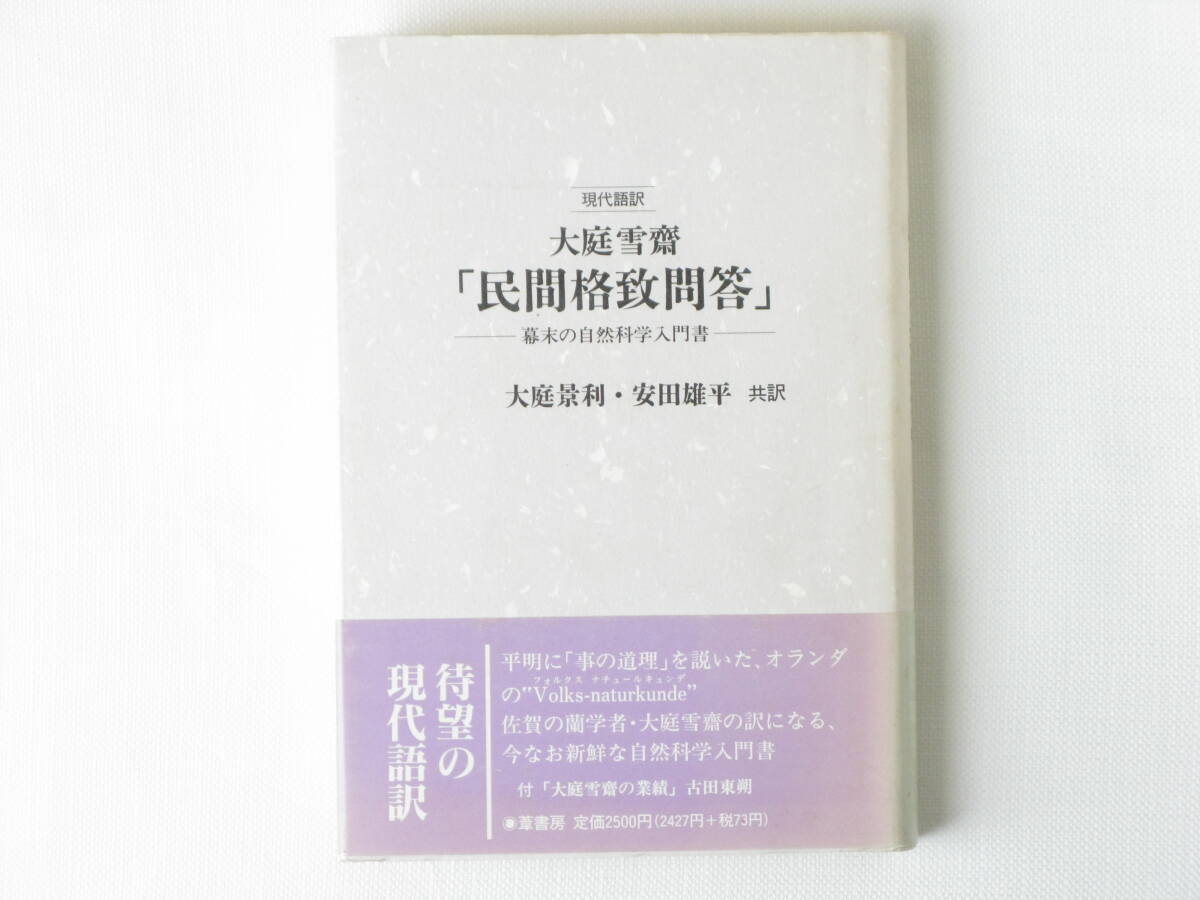 現代語訳
大庭雪齋
「民間格致問答」
幕末の自然科学入門書
大庭景利・安田雄平 共訳
待望の
現代語訳
平明に「事の道理」を説いた、オランダ
フォルクス ナチュールキュンデ
の"Volks-naturkunde"
佐賀の蘭学者・大庭雪齋の訳になる、
今なお新鮮な自然科学入門書
付「大庭雪齋の業績」古田東朔
葦書房 定価2500円(2427円+税73円)